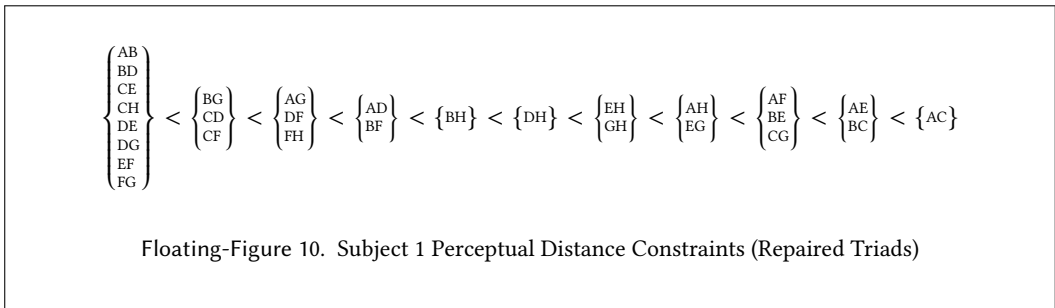 AB
BD
CE
CH
DE
DG
EF
FG
<
BG
CD
CF
<
AG
DF
FH
<
AD
BF
< {BH} < {DH} <
EH
GH
<
AH
EG
<
AF
BE
CG
<
AE
BC
< {AC}
Floating-Figure 10. Subject 1 Perceptual Distance Constraints (Repaired Triads)